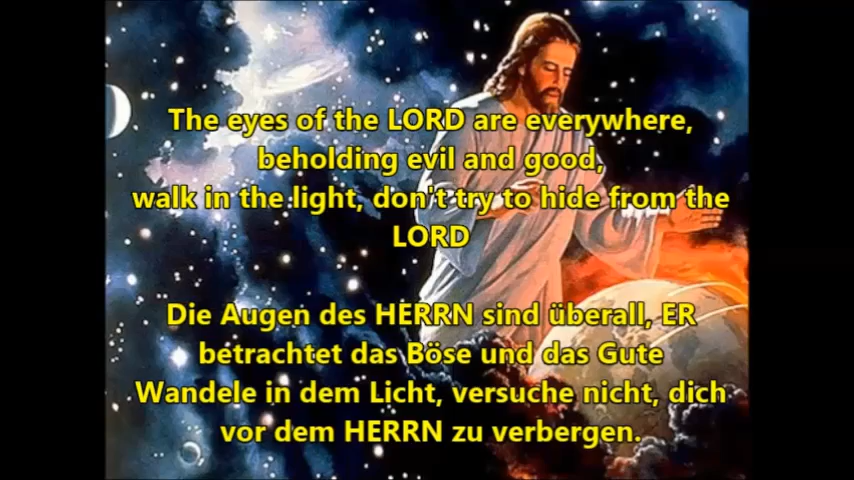 The eyes of the LORD are everywhere,
beholding evil and good,
walk in the light, don't try to hide from the
LORD
Die Augen des HERRN sind überall, ER
betrachtet das Böse und das Gute
Wandele in dem Licht, versuche nicht, dich
vor dem HERRN zu verbergen.